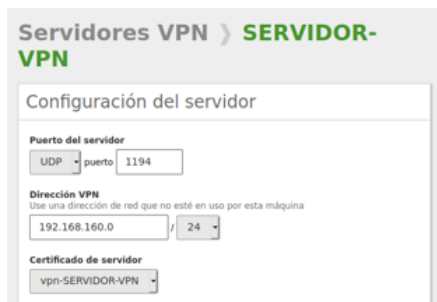 Servidores VPN ⟩ SERVIDOR-
VPN
Configuración del servidor
Puerto del servidor
UDP puerto 1194
Dirección VPN
Use una dirección de red que no esté en uso por esta máquina
192.168.160.0 / 24
Certificado de servidor
vpn-SERVIDOR-VPN